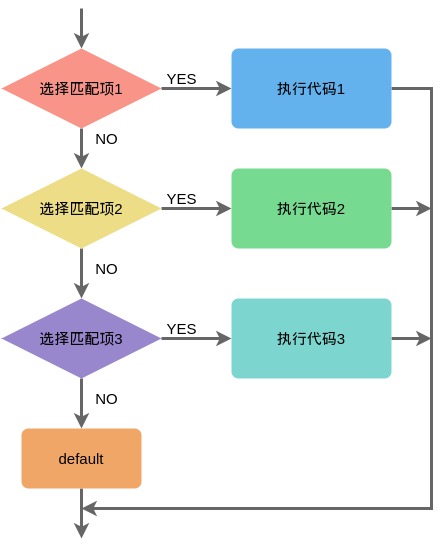 选择匹配项1
YES
执行代码1
NO
选择匹配项2
YES
执行代码2
NO
选择匹配项3
YES
执行代码3
NO
default